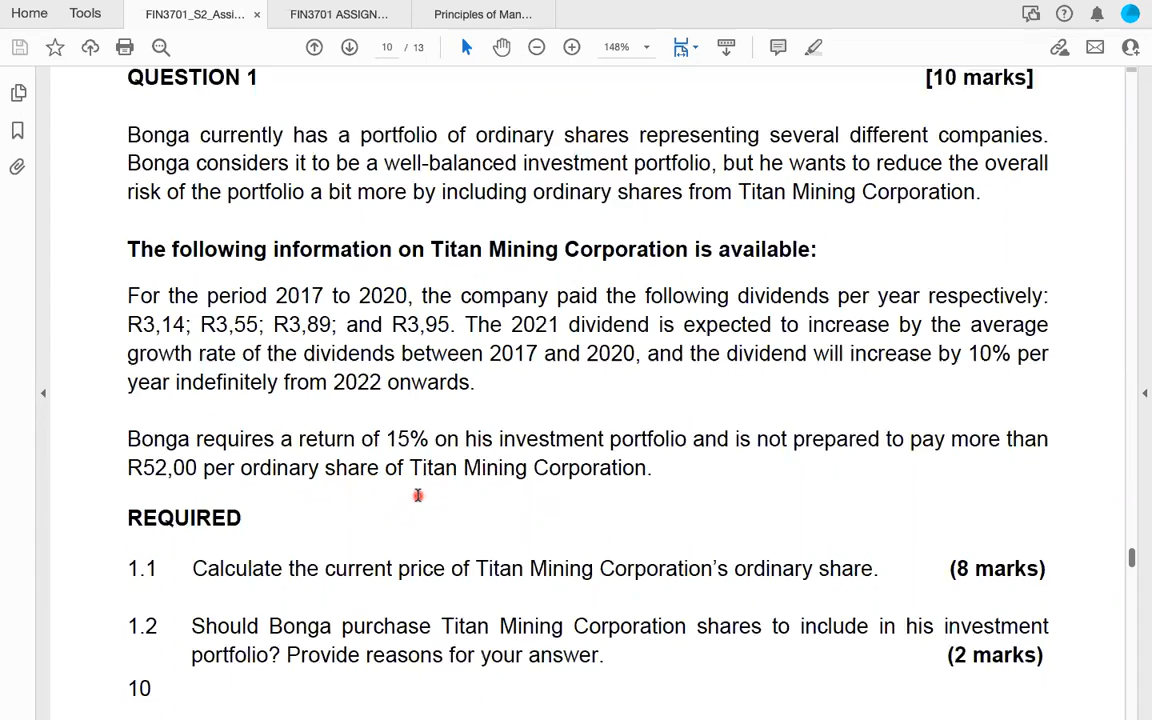 Home Tools FIN3701_S2_Assi... × FIN3701 ASSIGN... Principles of Man...
10 / 13 148%
QUESTION 1 [10 marks]
Bonga currently has a portfolio of ordinary shares representing several different companies.
Bonga considers it to be a well-balanced investment portfolio, but he wants to reduce the overall
risk of the portfolio a bit more by including ordinary shares from Titan Mining Corporation.
The following information on Titan Mining Corporation is available:
For the period 2017 to 2020, the company paid the following dividends per year respectively:
R3,14; R3,55; R3,89; and R3,95. The 2021 dividend is expected to increase by the average
growth rate of the dividends between 2017 and 2020, and the dividend will increase by 10% per
year indefinitely from 2022 onwards.
Bonga requires a return of 15% on his investment portfolio and is not prepared to pay more than
R52,00 per ordinary share of Titan Mining Corporation.
REQUIRED
1.1 Calculate the current price of Titan Mining Corporation’s ordinary share. (8 marks)
1.2 Should Bonga purchase Titan Mining Corporation shares to include in his investment
portfolio? Provide reasons for your answer. (2 marks)
10